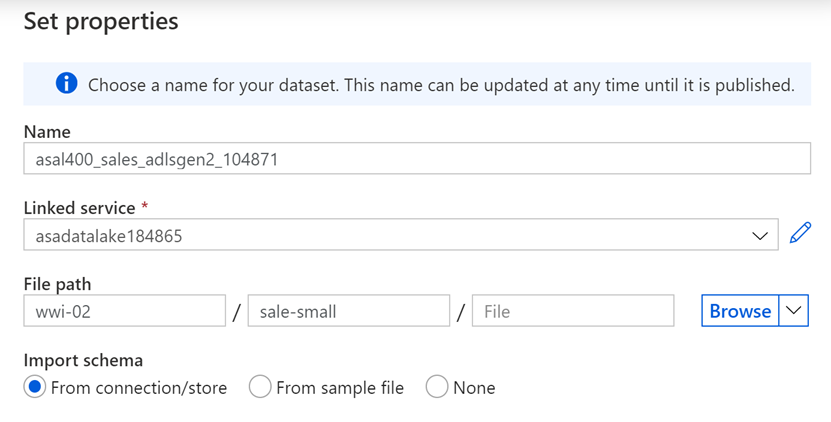 Set properties
Choose a name for your dataset. This name can be updated at any time until it is published.
Name
asal400_sales_adlsgen2_104871
Linked service *
asadatalake184865
File path
wwi-02 / sale-small / File Browse
Import schema
From connection/store From sample file None